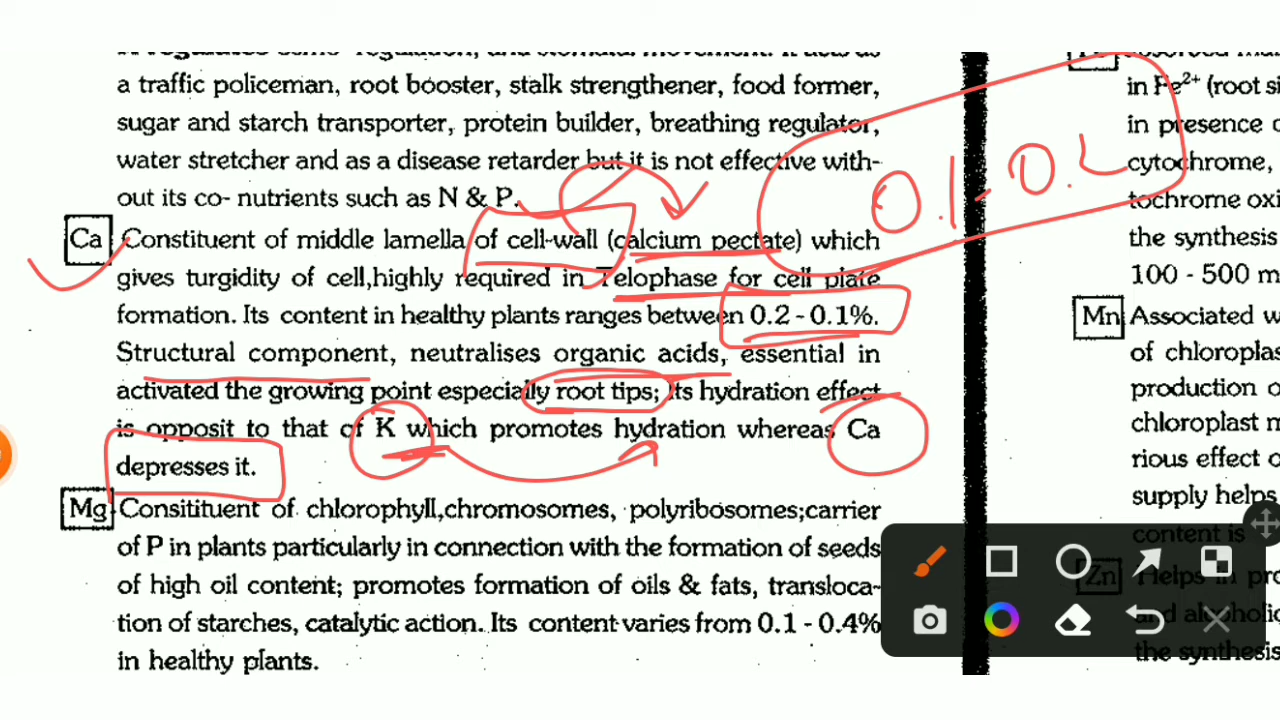 a traffic policeman, root booster, stalk strengthener, food former,
sugar and starch transporter, protein builder, breathing regulator,
water stretcher and as a disease retarder but it is not effective with-
out its co- nutrients such as N & P.
Ca Constituent of middle lamella of cell-wall (calcium pectate) which
gives turgidity of cell,highly required in Telophase for cell plate
formation. Its content in healthy plants ranges between 0.2 - 0.1%.
Structural component, neutralises organic acids, essential in
activated the growing point especially root tips; Its hydration effect
is opposit to that of K which promotes hydration whereas Ca
depresses it.
Mg Consitituent of chlorophyll,chromosomes, polyribosomes;carrier
of P in plants particularly in connection with the formation of seeds
of high oil content; promotes formation of oils & fats, transloca-
tion of starches, catalytic action. Its content varies from 0.1 - 0.4%
in healthy plants.
0.1-0.2
in Fe2+ (root
in presence
cytochrome,
tochrome
the synthesis
100 - 500
Mn Associated
of
production
chloroplast
rious effect
supply helps
content is
Zn Helps in
and
the synthesis